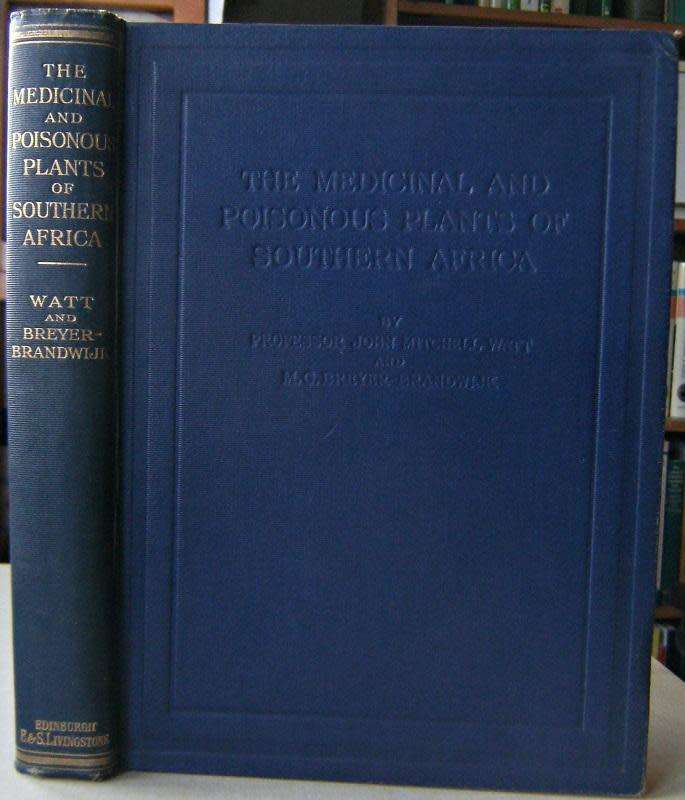 THE
MEDICINAL
AND
POISONOUS
PLANTS
OF
SOUTHERN
AFRICA
WATT
AND
BREYER-
BRANDWIJK
EDINBURGH
E.&S. LIVINGSTONE
THE MEDICINAL AND
POISONOUS PLANTS OF
SOUTHERN AFRICA
BY
PROFESSOR JOHN MITCHELL WATT
AND
M.G. BREYER-BRANDWIJK